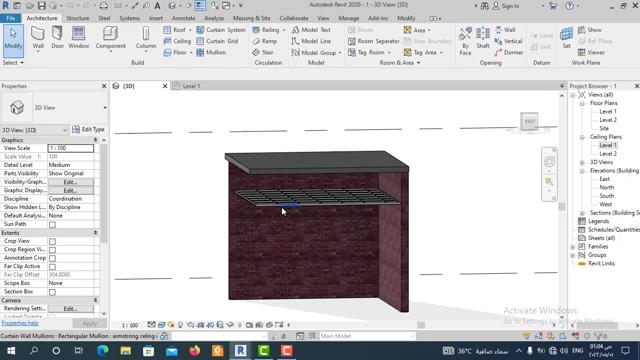 Autodesk Revit 2020 - 1 - 3D View: {3D}
Sign In
Architecture Structure Steel Systems Insert Annotate Analyze Massing & Site Collaborate View Manage Add-Ins
Modify
Wall Door Window Component Column
Roof
Ceiling
Floor
Curtain System
Curtain Grid
Mullion
Railing
Ramp
Stair
Model Text
Model Line
Model Group
Room
Room Separator
Tag Room
Area
Area Boundary
Tag Area
By Face
Shaft
Wall
Vertical
Dormer
Level
Grid
Set
Show
Viewer
Select
Build
Circulation
Model
Room & Area
Opening
Datum
Work Plane
Properties
3D View
3D View: {3D}
Edit Type
Graphics
View Scale 1 : 100
Scale Value 1: 100
Detail Level Medium
Parts Visibility Show Original
Visibility/Grap... Edit...
Graphic Display... Edit...
Discipline Coordination
Show Hidden L... By Discipline
Default Analysi... None
Sun Path
Extents
Crop View
Crop Region Vi...
Annotation Crop
Far Clip Active
Far Clip Offset 304.8000
Scope Box None
Section Box
Camera
Rendering Setti... Edit...
Properties help
Apply
{3D}
Level 1
RIGHT
1 : 100
Project Browser - 1
Views (all)
Floor Plans
Level 1
Level 2
Site
Ceiling Plans
Level 1
Level 2
3D Views
Elevations (Building
East
North
South
West
Sections (Building S
Legends
Schedules/Quantities
Sheets (all)
Families
Groups
Revit Links
Activate Windows
Go to Settings to activate Windows.
Curtain Wall Mullions : Rectangular Mullion : armstrong ceiling
Main Model
36°C سماء صافية
ENG
01:04 ص